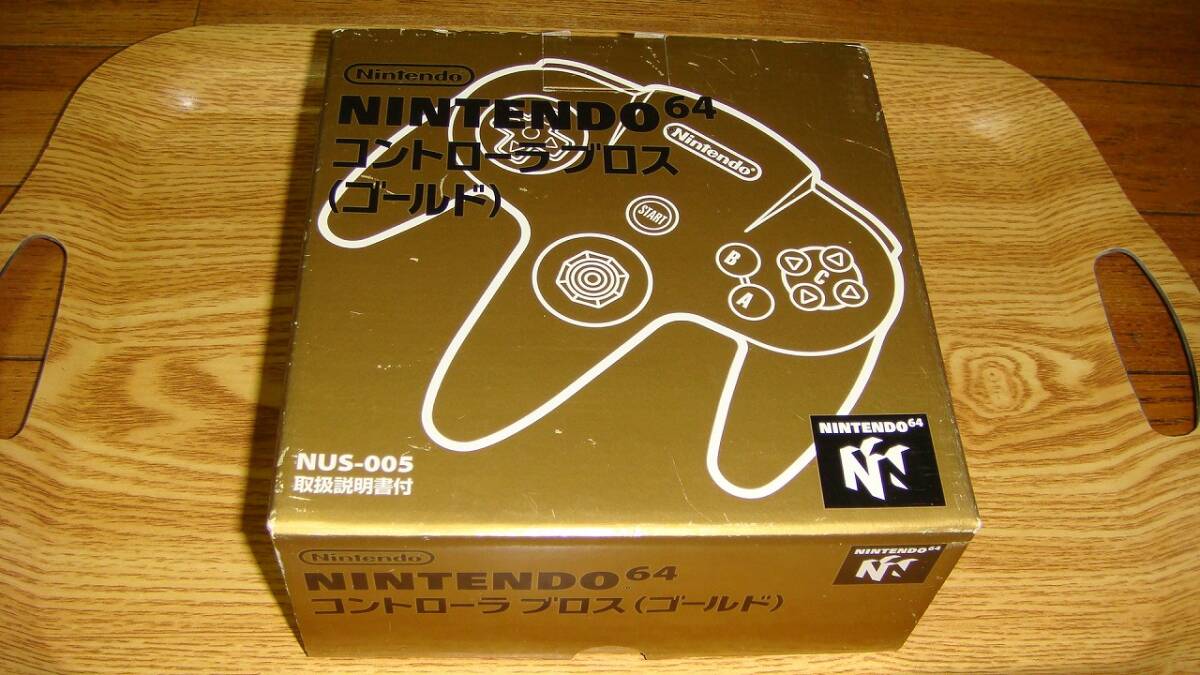 Nintendo
NINTENDO64
コントローラ ブロス
(ゴールド)
Nintendo
START
B
A
C
NUS-005
取扱説明書付
NINTENDO64
N
Nintendo
NINTENDO64
コントローラ ブロス(ゴールド)
NINTENDO64
N